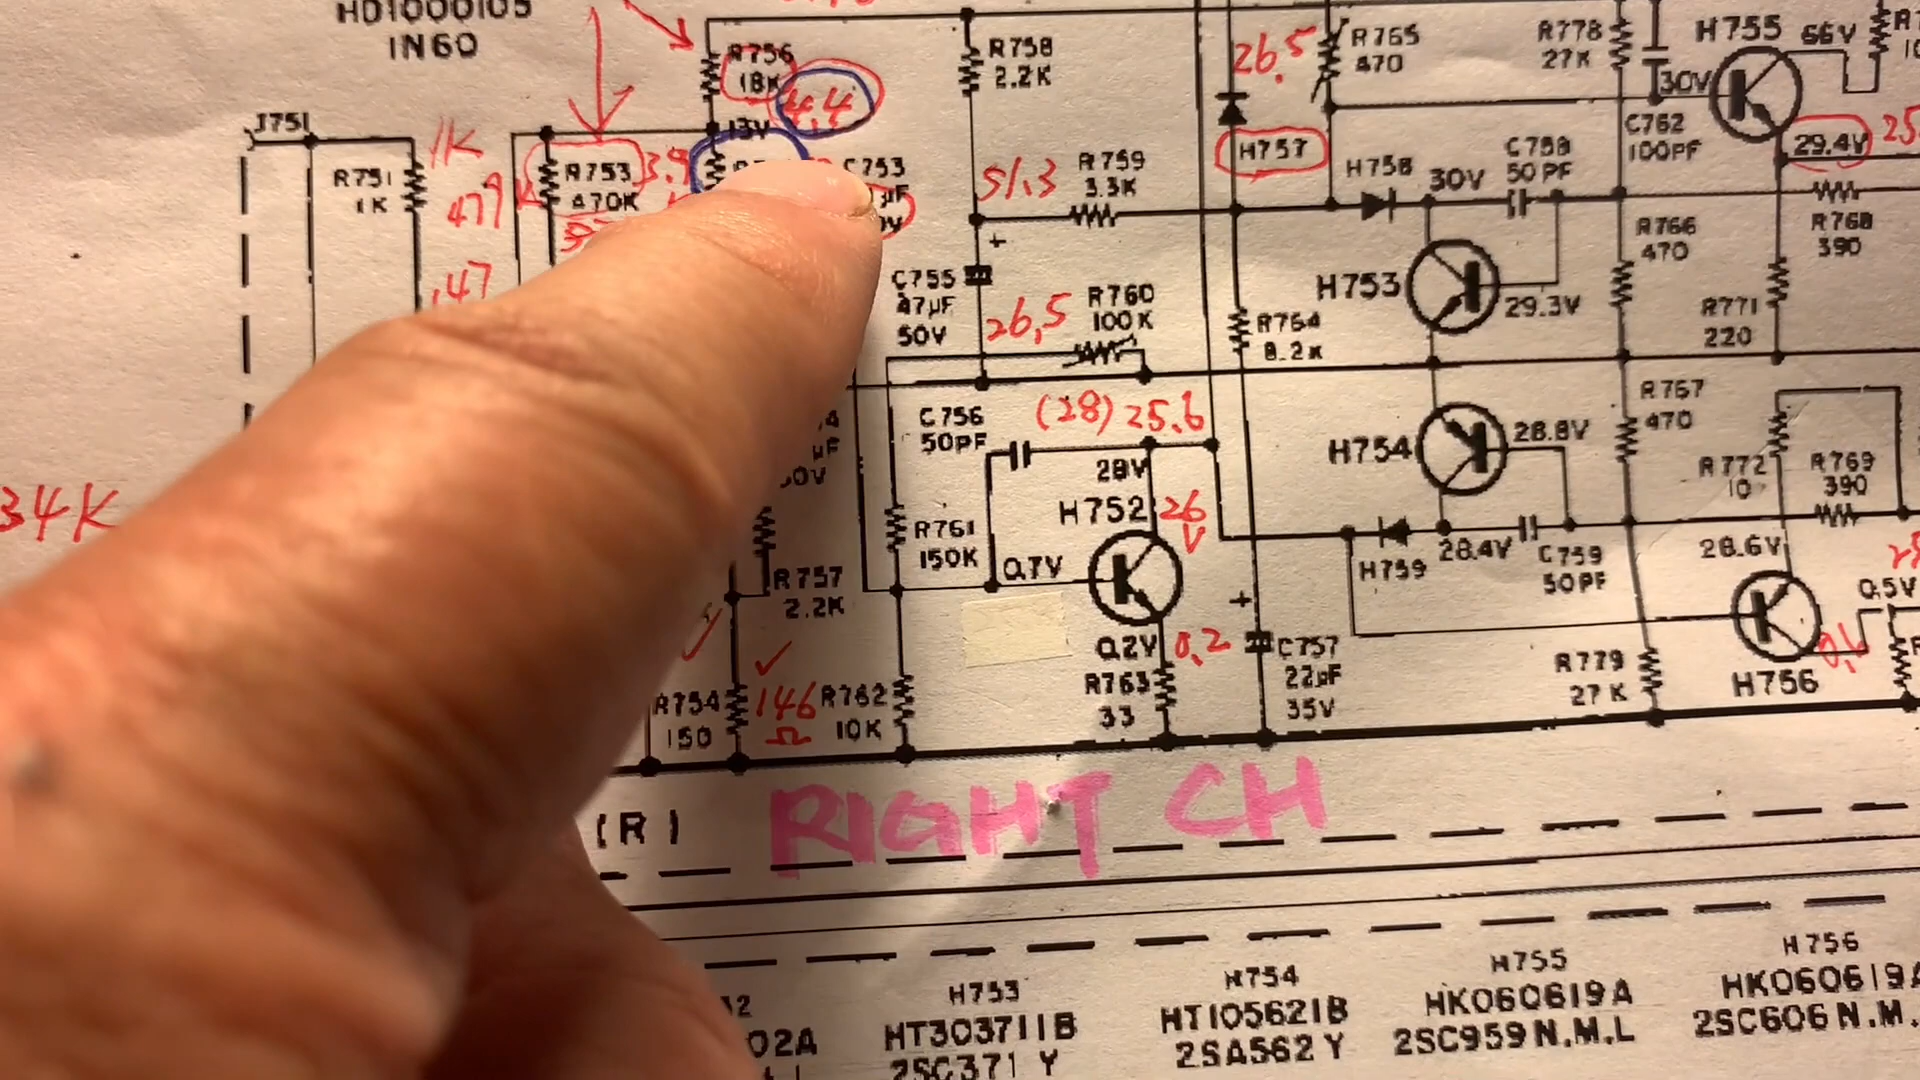 HD1000105
1N60
R756
18K
4.4
13V
R758
2.2K
26.5
R765
470
R778
27K
H755
66V
30V
J751
1K
R751
1K
479
R753
470K
3.9
C753
51.3
R759
3.3K
H757
H758
30V
C758
50PF
C762
100PF
29.4V
25
R768
390
.47
C755
47µF
50V
26,5
R760
100K
R764
8.2K
H753
29.3V
R766
470
R771
220
C756
50PF
(28) 25.6
28V
H754
28.8V
R767
470
R772
10
R769
390
34K
R761
150K
0.7V
H752
26
V
H759
28.4V
C759
50PF
28.6V
R757
2.2K
0.2V
0.2
+
C757
22µF
35V
0.5V
R754
150
146
Ω
R762
10K
R763
33
R779
27K
H756
(R)
RIGHT CH
02A
H753
HT303711B
2SC371 Y
H754
HT105621B
2SA562 Y
H755
HK060619A
2SC959 N.M.L
H756
HK060619A
2SC606 N.M.